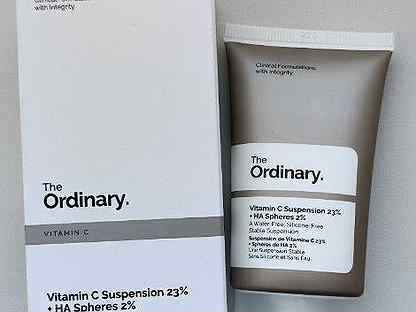 with Integrity
The
Ordinary.
VITAMIN C
Vitamin C Suspension 23%
+ HA Spheres 2%
Clinical Formulations
with Integrity.
The
Ordinary.
Vitamin C Suspension 23%
+ HA Spheres 2%
A Water-Free, Silicone-Free
Stable Suspension
Suspension de Vitamine C 23%
+ Spheres de HA 2%
Une Suspension Stable
Sans Silicone et Sans Eau